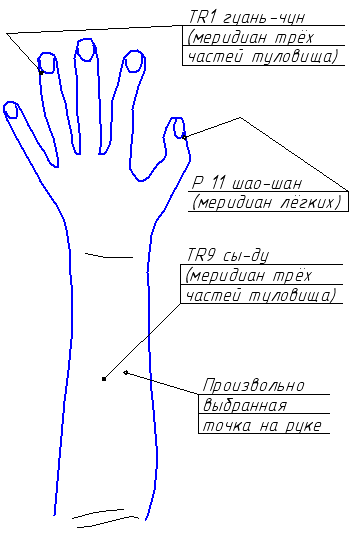 TR1 гуань-чун
(меридиан трёх
частей туловища)
P 11 шао-шан
(меридиан лёгких)
TR9 сы-ду
(меридиан трёх
частей туловища)
Произвольно
выбранная
точка на руке